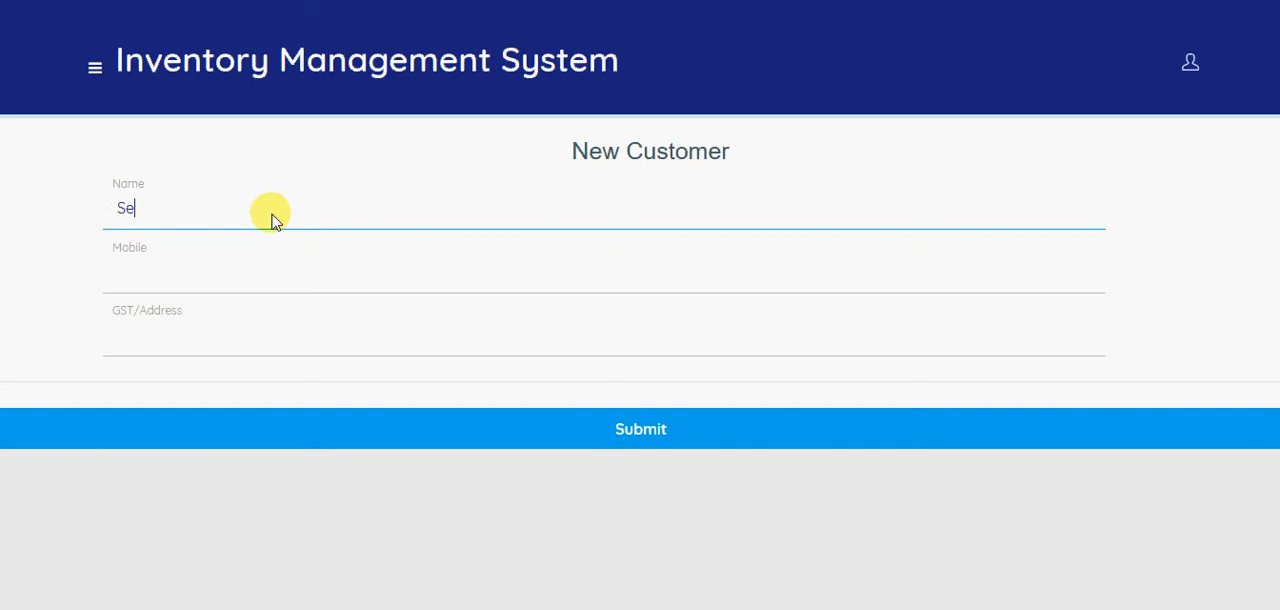 Inventory Management System
New Customer
Name
Se
Mobile
GST/Address
Submit